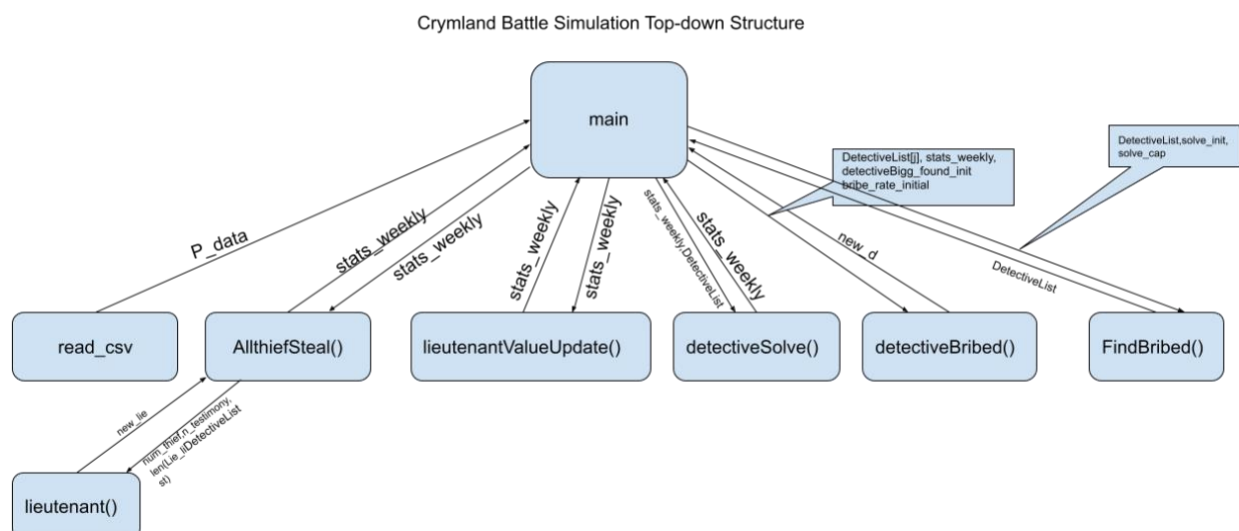 Crymland Battle Simulation Top-down Structure
main
DetectiveList[j], stats_weekly,
detectiveBigg_found_init
bribe_rate_initial
DetectiveList,solve_init,
solve_cap
P_data
stats_weekly
stats_weekly
stats_weekly
stats_weekly
stats_weekly,DetectiveList
stats_weekly
new_d
DetectiveList
read_csv
AllthiefSteal()
lieutenantValueUpdate()
detectiveSolve()
detectiveBribed()
FindBribed()
new_lie
num_thief,n_testimony,
len(Lie_liDetectiveList
st)
lieutenant()